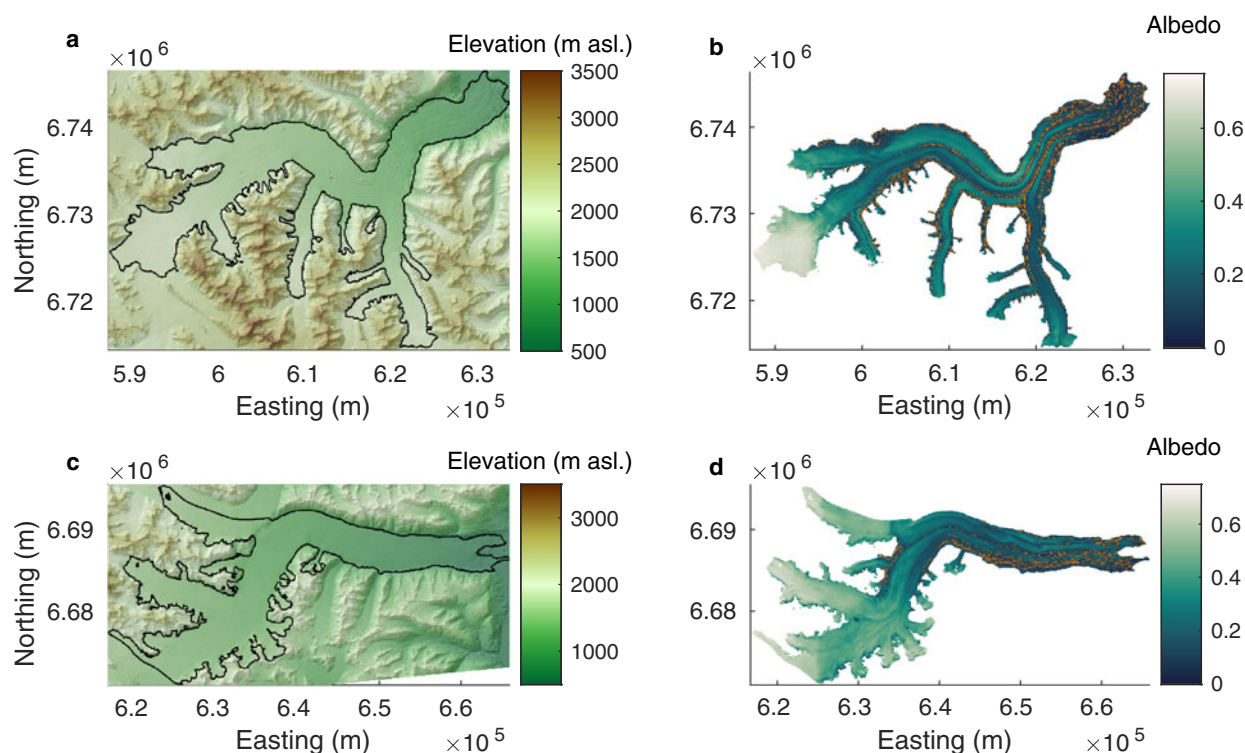 a
×10 6
Elevation (m asl.)
3500
3000
2500
2000
1500
1000
500
6.74
6.73
6.72
Northing (m)
5.9 6 6.1 6.2 6.3
Easting (m)
×10 5
b
×10 6
Albedo
0.6
0.4
0.2
0
6.74
6.73
6.72
5.9 6 6.1 6.2 6.3
Easting (m)
×10 5
c
×10 6
Elevation (m asl.)
3000
2000
1000
6.69
6.68
Northing (m)
6.2 6.3 6.4 6.5 6.6
Easting (m)
×10 5
d
×10 6
Albedo
0.6
0.4
0.2
0
6.69
6.68
6.2 6.3 6.4 6.5 6.6
Easting (m)
×10 5